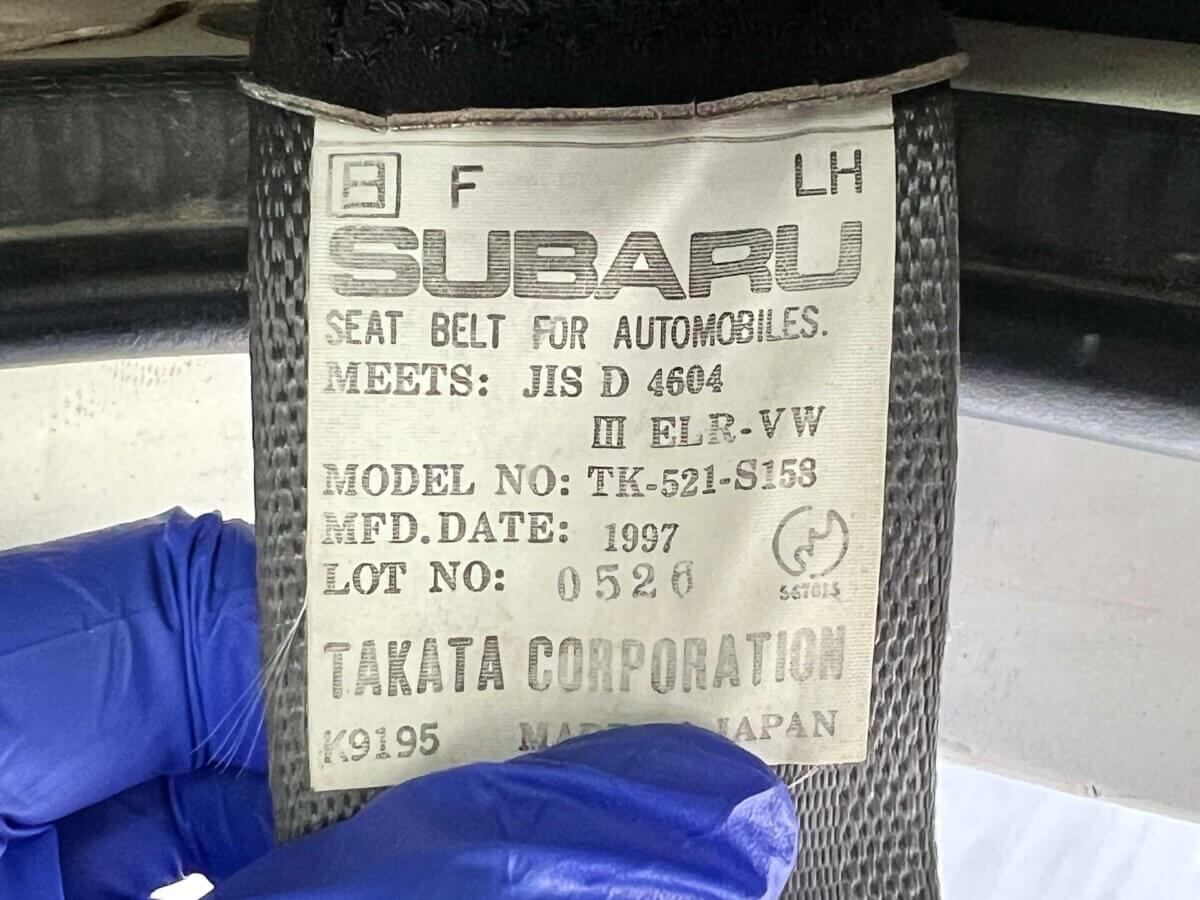 日 F LH
SUBARU
SEAT BELT FOR AUTOMOBILES.
MEETS: JIS D 4604
III ELR-VW
MODEL NO: TK-521-S158
MFD.DATE: 1997
LOT NO: 0526
TAKATA CORPORATION
K9195 JAPAN